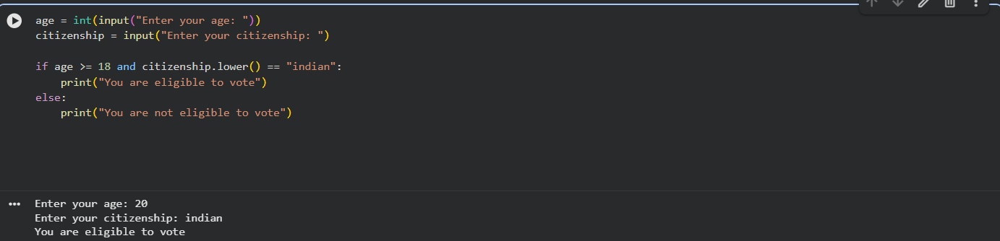 age = int(input("Enter your age: "))
citizenship = input("Enter your citizenship: ")
if age >= 18 and citizenship.lower() == "indian":
    print("You are eligible to vote")
else:
    print("You are not eligible to vote")
Enter your age: 20
Enter your citizenship: indian
You are eligible to vote